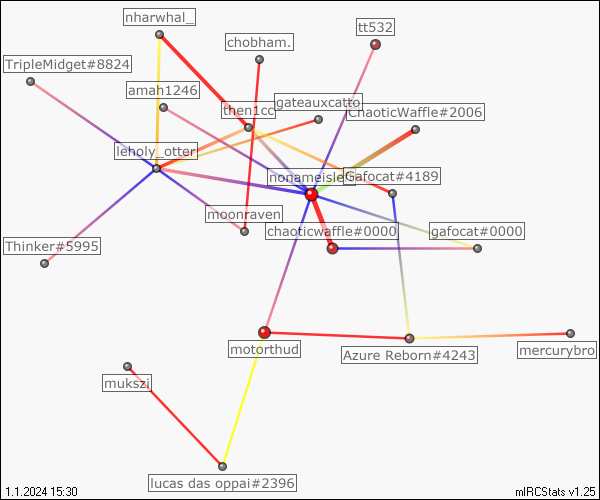 nharwhal_
tt532
chobham.
TripleMidget#8824
amah1246
gateauxcatto
then1cc
ChaoticWaffle#2006
leholy_otter
nonameisleft
Gafocat#4189
moonraven
chaoticwaffle#0000
gafocat#0000
Thinker#5995
motorthud
Azure Reborn#4243
mercurybro
mukszi
lucas das oppai#2396
1.1.2024 15:30
mIRCStats v1.25